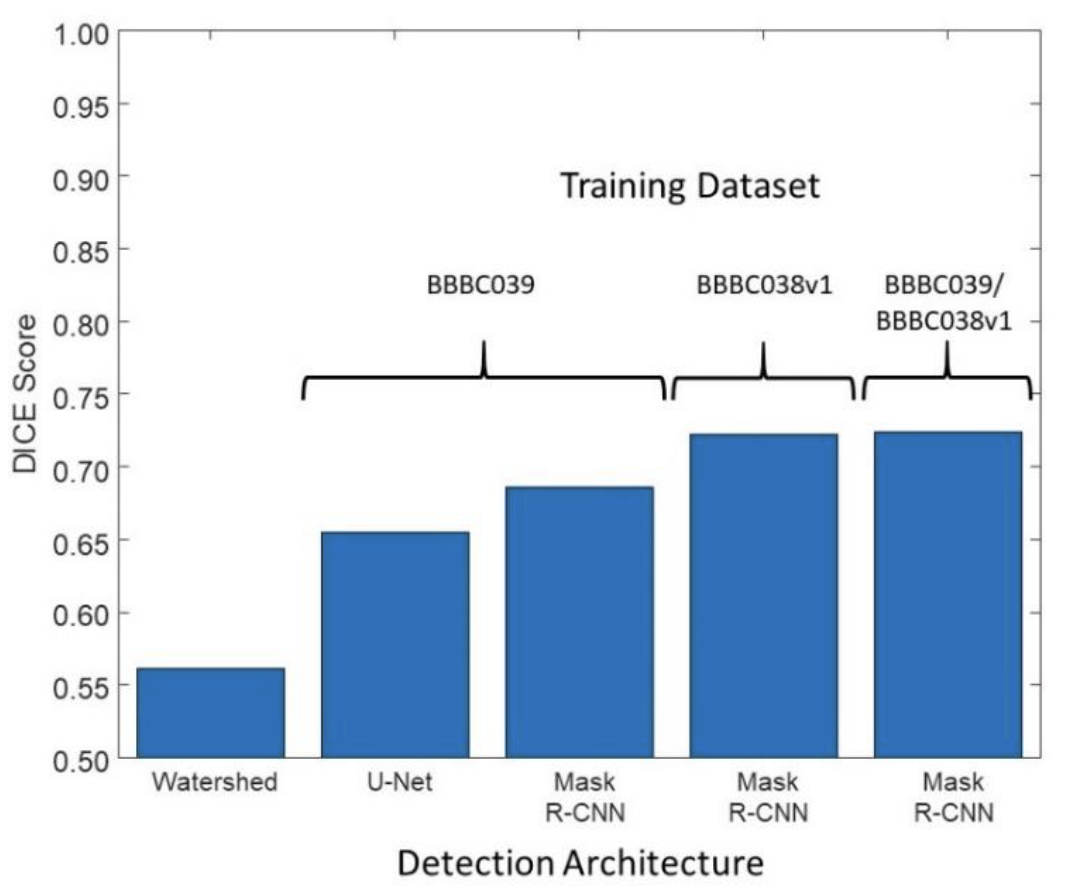 1.00
0.95
0.90
0.85
0.80
0.75
0.70
0.65
0.60
0.55
0.50
DICE Score
Training Dataset
BBBC039
BBBC038v1
BBBC039/
BBBC038v1
Watershed
U-Net
Mask
R-CNN
Mask
R-CNN
Mask
R-CNN
Detection Architecture